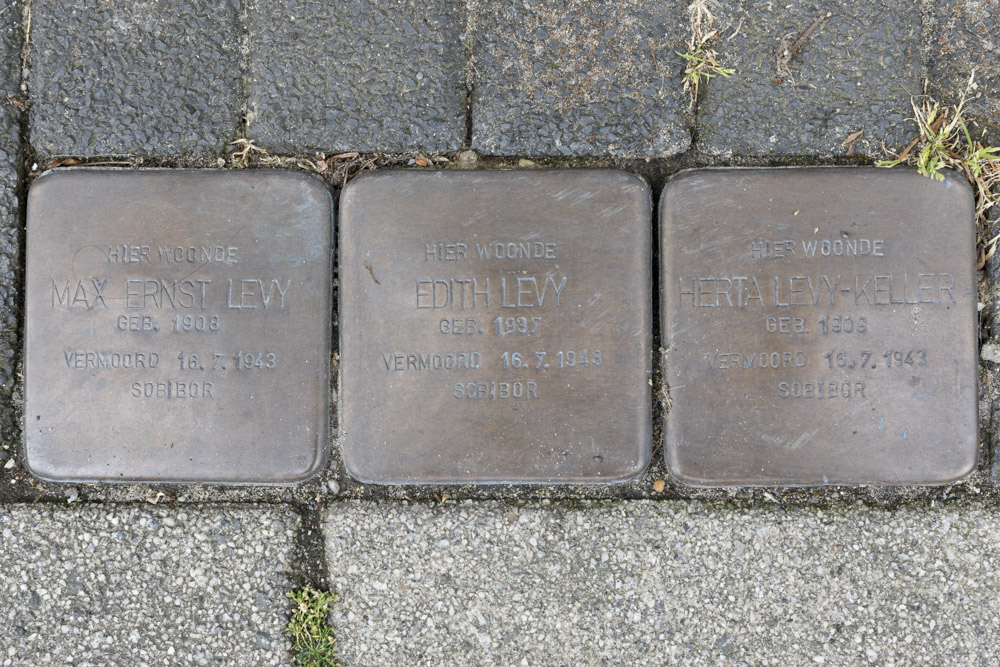 HIER WOONDE
MAX ERNST LEVY
GEB. 1908
VERMOORD 16.7.1943
SOBIBOR
HIER WOONDE
EDITH LEVY
GEB. 1937
VERMOORD 16.7.1943
SOBIBOR
HIER WOONDE
HERTA LEVY-KELLER
GEB.
VERMOORD 16.7.1943
SOBIBOR